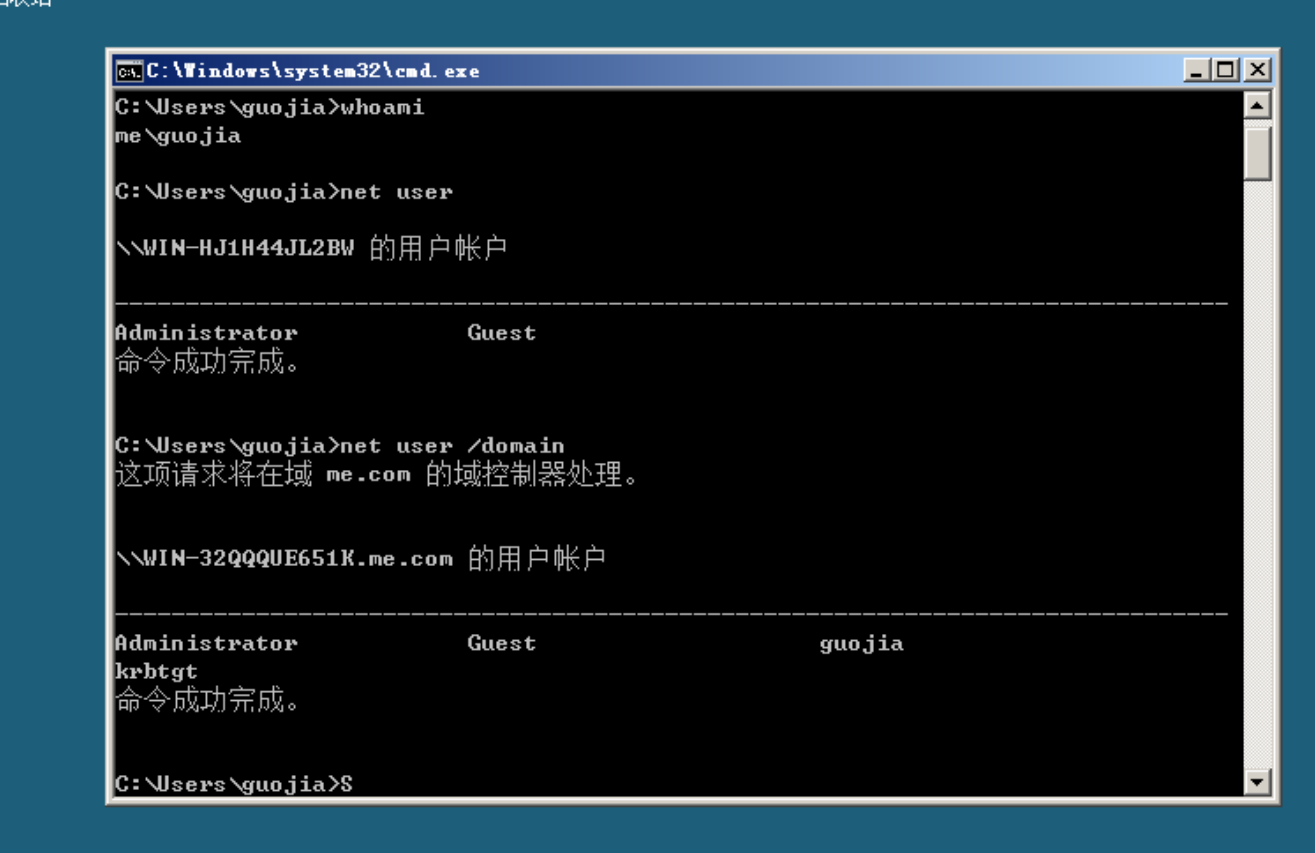 C:\Windows\system32\cmd.exe
C:\Users\guojia>whoami
me\guojia
C:\Users\guojia>net user
\\WIN-HJ1H44JL2BW 的用户帐户
-------------------------------------------------------------------------------
Administrator Guest
命令成功完成。
C:\Users\guojia>net user /domain
这项请求将在域 me.com 的域控制器处理。
\\WIN-32QQQUE651K.me.com 的用户帐户
-------------------------------------------------------------------------------
Administrator Guest guojia
krbtgt
命令成功完成。
C:\Users\guojia>S